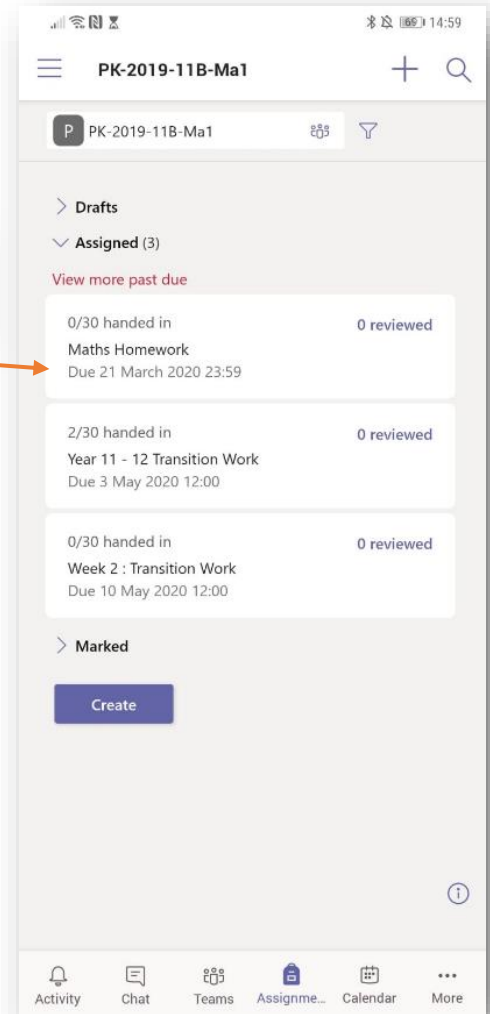 69 14:59
PK-2019-11B-Ma1
P PK-2019-11B-Ma1
Drafts
Assigned (3)
View more past due
0/30 handed in 0 reviewed
Maths Homework
Due 21 March 2020 23:59
2/30 handed in 0 reviewed
Year 11 - 12 Transition Work
Due 3 May 2020 12:00
0/30 handed in 0 reviewed
Week 2 : Transition Work
Due 10 May 2020 12:00
Marked
Create
Activity Chat Teams Assignme... Calendar More